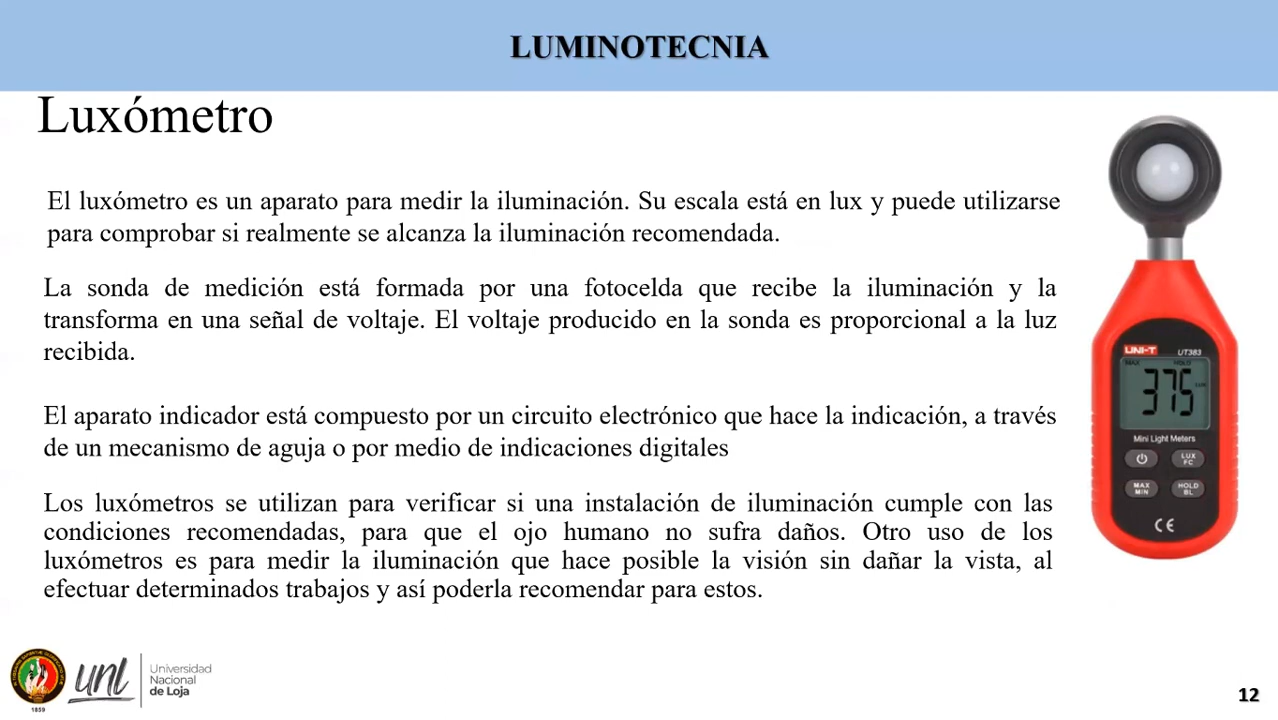 LUMINOTECNIA
Luxómetro
El luxómetro es un aparato para medir la iluminación. Su escala está en lux y puede utilizarse
para comprobar si realmente se alcanza la iluminación recomendada.
La sonda de medición está formada por una fotocelda que recibe la iluminación y la
transforma en una señal de voltaje. El voltaje producido en la sonda es proporcional a la luz
recibida.
El aparato indicador está compuesto por un circuito electrónico que hace la indicación, a través
de un mecanismo de aguja o por medio de indicaciones digitales
Los luxómetros se utilizan para verificar si una instalación de iluminación cumple con las
condiciones recomendadas, para que el ojo humano no sufra daños. Otro uso de los
luxómetros es para medir la iluminación que hace posible la visión sin dañar la vista, al
efectuar determinados trabajos y así poderla recomendar para estos.
UNI-T
UT383
MAX HOLD
375
Mini Light Meters
LUX
FC
MAX
MIN
HOLD
BL
CE
1859
unl
Universidad
Nacional
de Loja
12